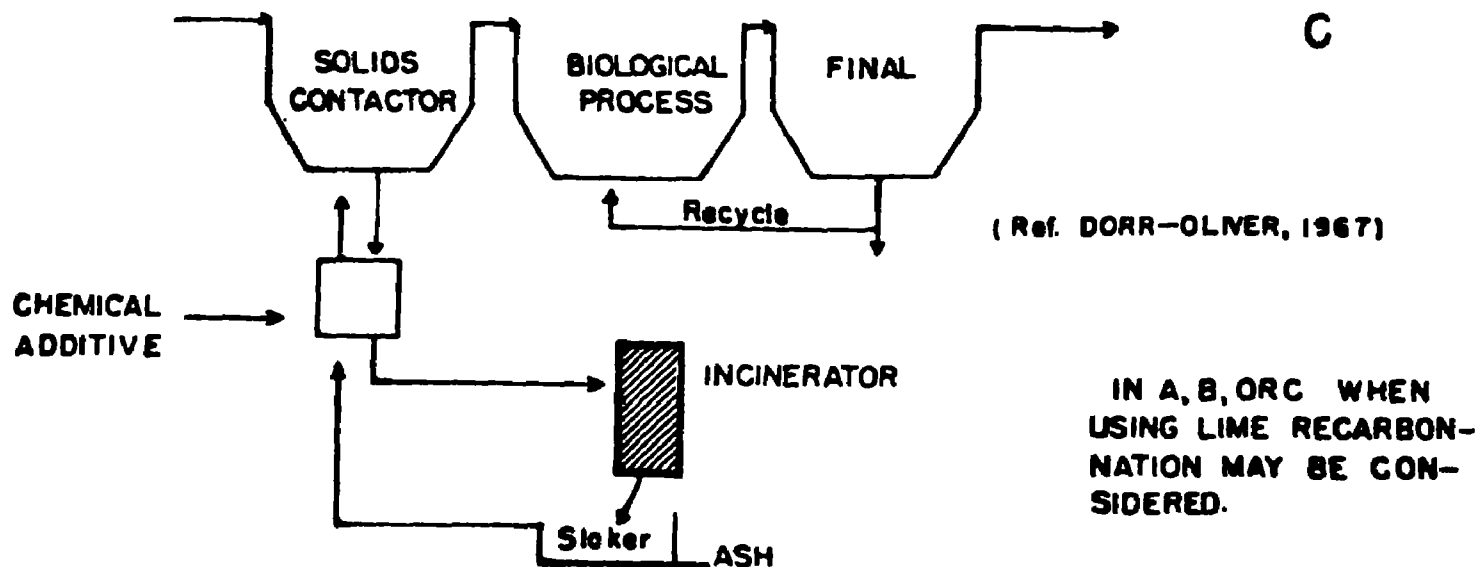 C
SOLIDS
CONTACTOR
BIOLOGICAL
PROCESS
FINAL
Recycle
(Ref. DORR-OLIVER, 1967)
CHEMICAL
ADDITIVE
INCINERATOR
IN A, B, ORC WHEN
USING LIME RECARBON-
NATION MAY BE CON-
SIDERED.
Slaker
ASH